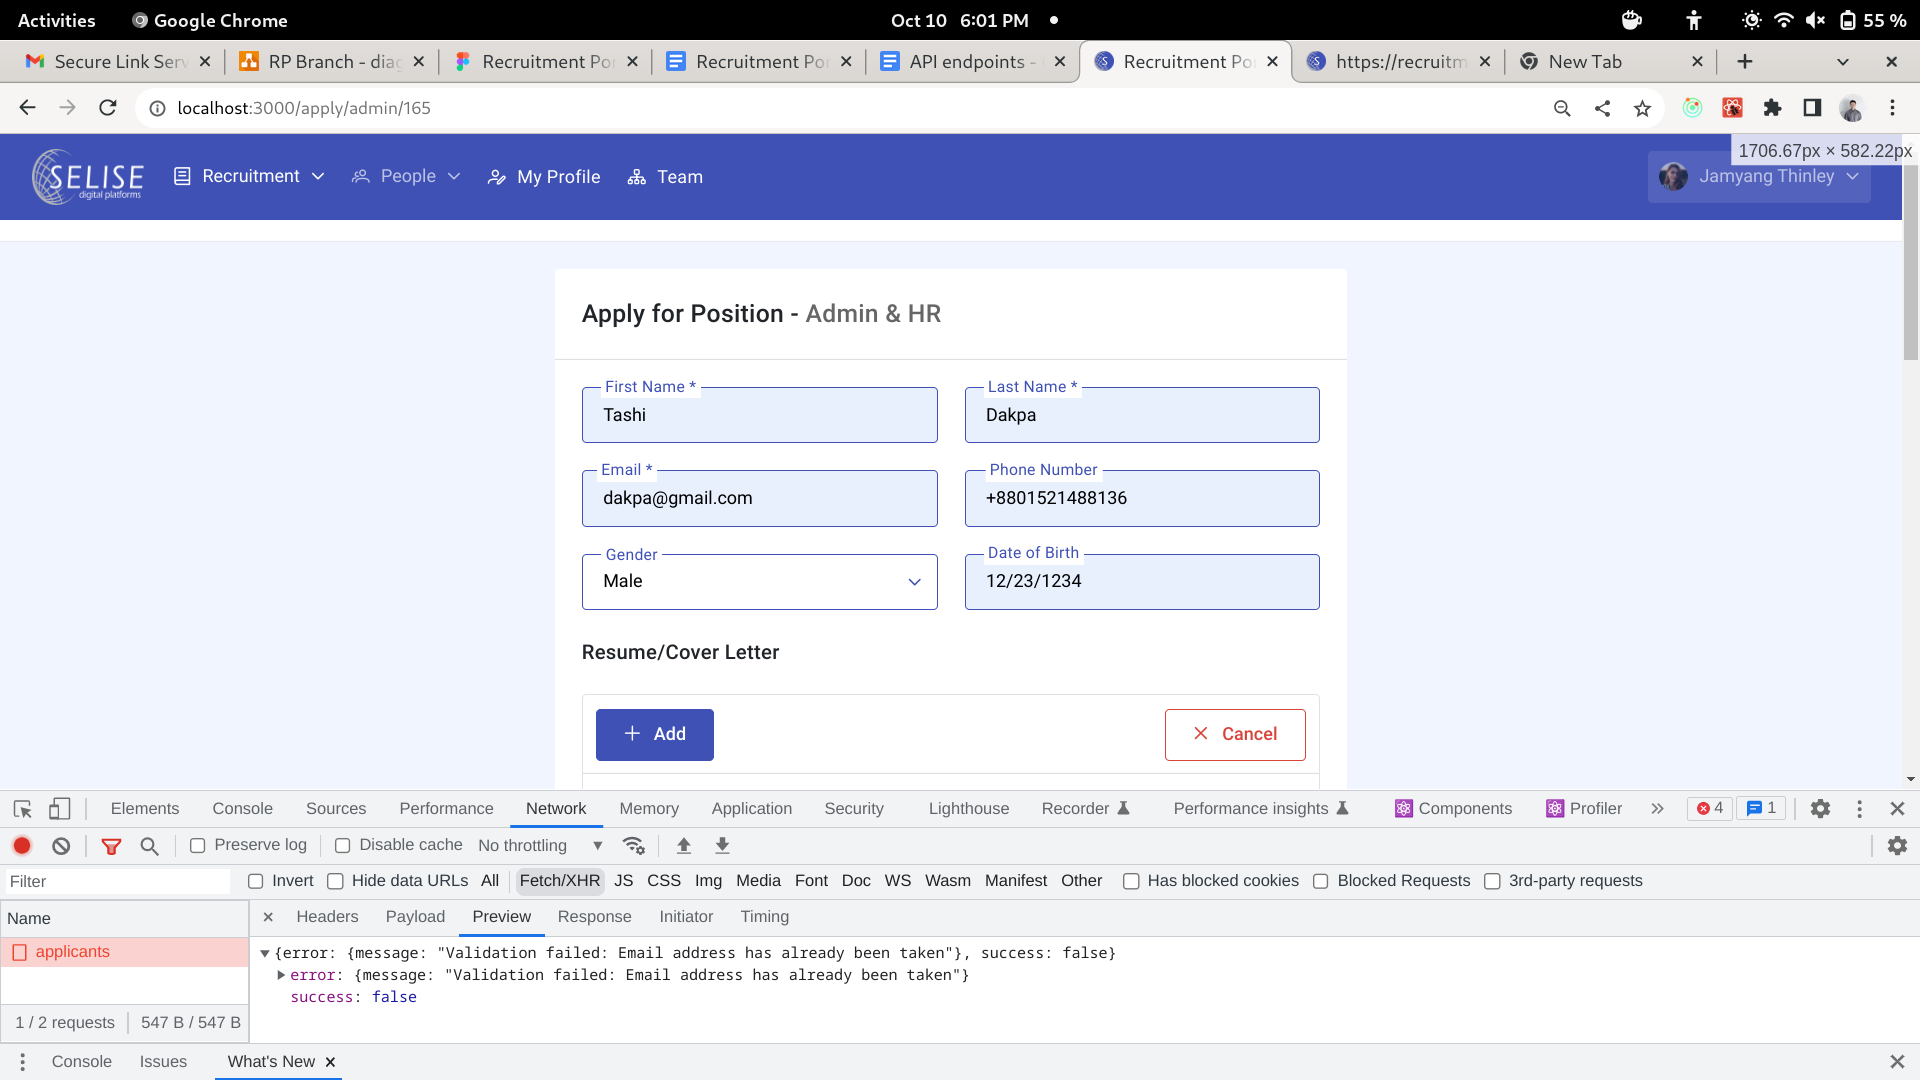 Activities Google Chrome Oct 10 6:01 PM 55 %
Secure Link Serv RP Branch - diag Recruitment Por Recruitment Por API endpoints - Recruitment Po https://recruitm New Tab
localhost:3000/apply/admin/165
1706.67px × 582.22px
SELISE digital platforms Recruitment People My Profile Team Jamyang Thinley
Apply for Position - Admin & HR
First Name * Last Name *
Tashi Dakpa
Email * Phone Number
dakpa@gmail.com +8801521488136
Gender Date of Birth
Male 12/23/1234
Resume/Cover Letter
Add Cancel
Elements Console Sources Performance Network Memory Application Security Lighthouse Recorder Performance insights Components Profiler 4 1
Preserve log Disable cache No throttling
Filter Invert Hide data URLs All Fetch/XHR JS CSS Img Media Font Doc WS Wasm Manifest Other Has blocked cookies Blocked Requests 3rd-party requests
Name Headers Payload Preview Response Initiator Timing
applicants {error: {message: "Validation failed: Email address has already been taken"}, success: false}
error: {message: "Validation failed: Email address has already been taken"}
success: false
1 / 2 requests 547 B / 547 B
Console Issues What's New